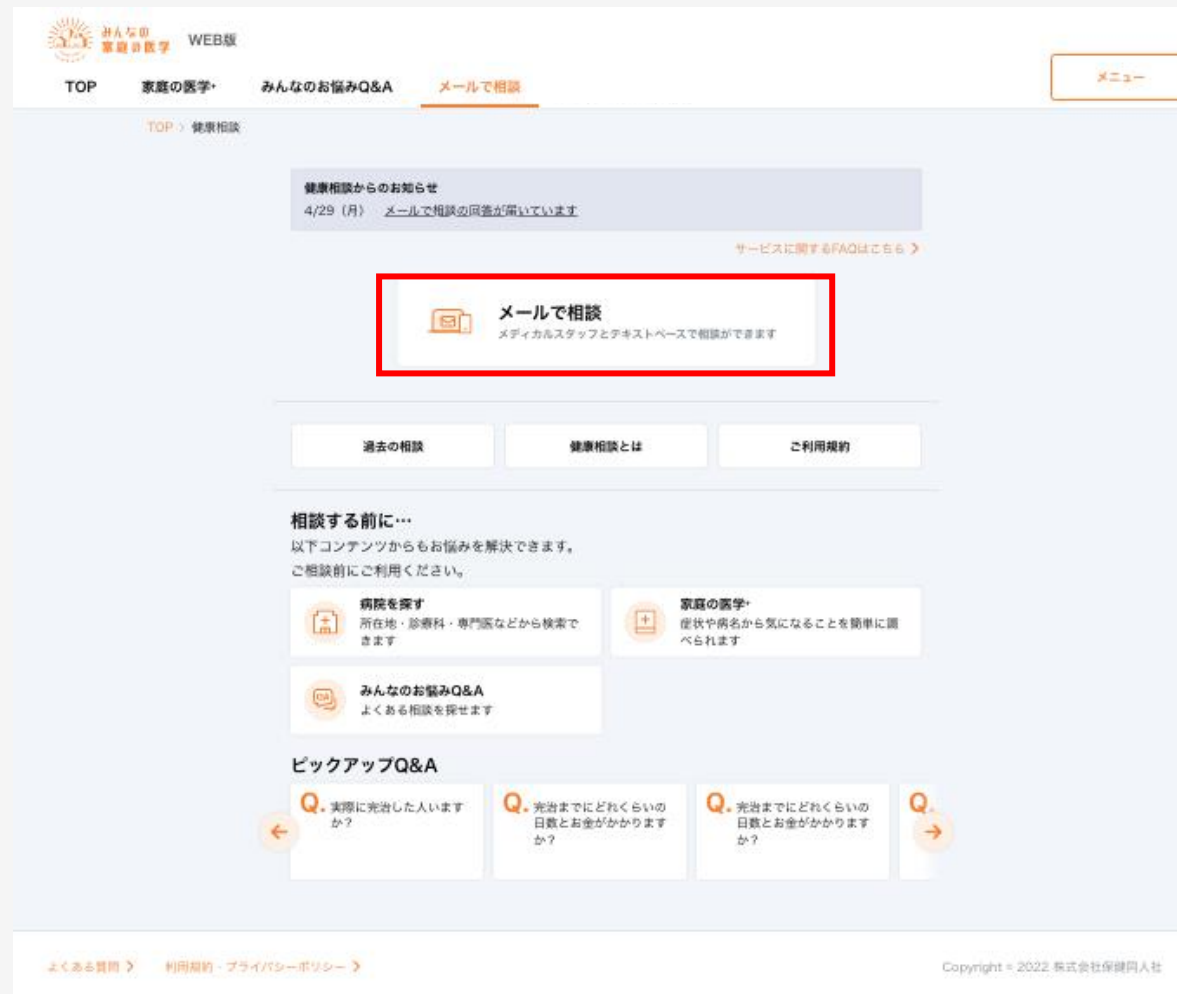 みんなの
家庭の医学 WEB版
TOP 家庭の医学+ みんなのお悩みQ&A メールで相談 メニュー
TOP > 健康相談
健康相談からのお知らせ
4/29（月） メールで相談の回答が届いています
サービスに関するFAQはこちら >
メールで相談
メディカルスタッフとテキストベースで相談ができます
過去の相談 健康相談とは ご利用規約
相談する前に…
以下コンテンツからもお悩みを解決できます。
ご相談前にご利用ください。
病院を探す
所在地・診療科・専門医などから検索で
きます
家庭の医学+
症状や病名から気になることを簡単に調
べられます
みんなのお悩みQ&A
よくある相談を探せます
ピックアップQ&A
Q. 実際に完治した人います
か？
Q. 完治までにどれくらいの
日数とお金がかかります
か？
Q. 完治までにどれくらいの
日数とお金がかかります
か？
Q.
よくある質問 > 利用規約・プライバシーポリシー > Copyright © 2022 株式会社保健同人社